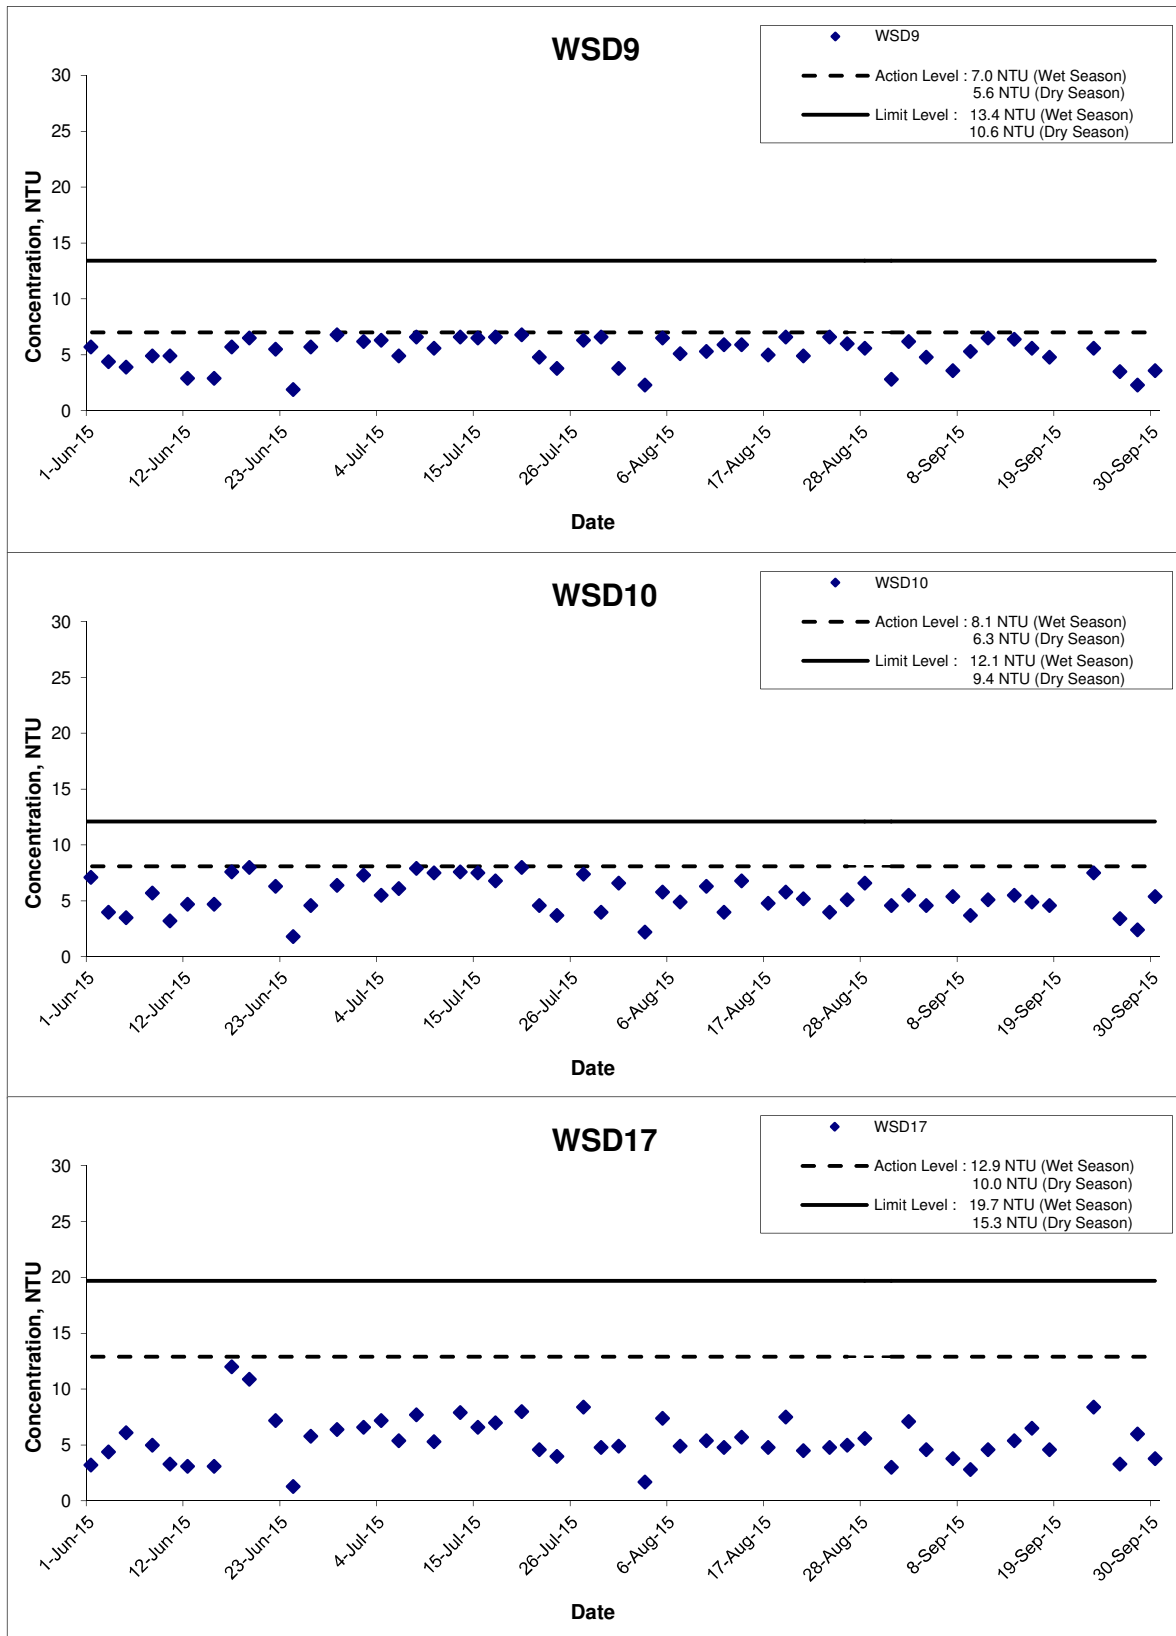 WSD9
WSD9
Action Level : 7.0 NTU (Wet Season)
5.6 NTU (Dry Season)
Limit Level : 13.4 NTU (Wet Season)
10.6 NTU (Dry Season)
Concentration, NTU
30
25
20
15
10
5
0
1-Jun-15
12-Jun-15
23-Jun-15
4-Jul-15
15-Jul-15
26-Jul-15
6-Aug-15
17-Aug-15
28-Aug-15
8-Sep-15
19-Sep-15
30-Sep-15
Date
WSD10
WSD10
Action Level : 8.1 NTU (Wet Season)
6.3 NTU (Dry Season)
Limit Level : 12.1 NTU (Wet Season)
9.4 NTU (Dry Season)
Concentration, NTU
30
25
20
15
10
5
0
1-Jun-15
12-Jun-15
23-Jun-15
4-Jul-15
15-Jul-15
26-Jul-15
6-Aug-15
17-Aug-15
28-Aug-15
8-Sep-15
19-Sep-15
30-Sep-15
Date
WSD17
WSD17
Action Level : 12.9 NTU (Wet Season)
10.0 NTU (Dry Season)
Limit Level : 19.7 NTU (Wet Season)
15.3 NTU (Dry Season)
Concentration, NTU
30
25
20
15
10
5
0
1-Jun-15
12-Jun-15
23-Jun-15
4-Jul-15
15-Jul-15
26-Jul-15
6-Aug-15
17-Aug-15
28-Aug-15
8-Sep-15
19-Sep-15
30-Sep-15
Date